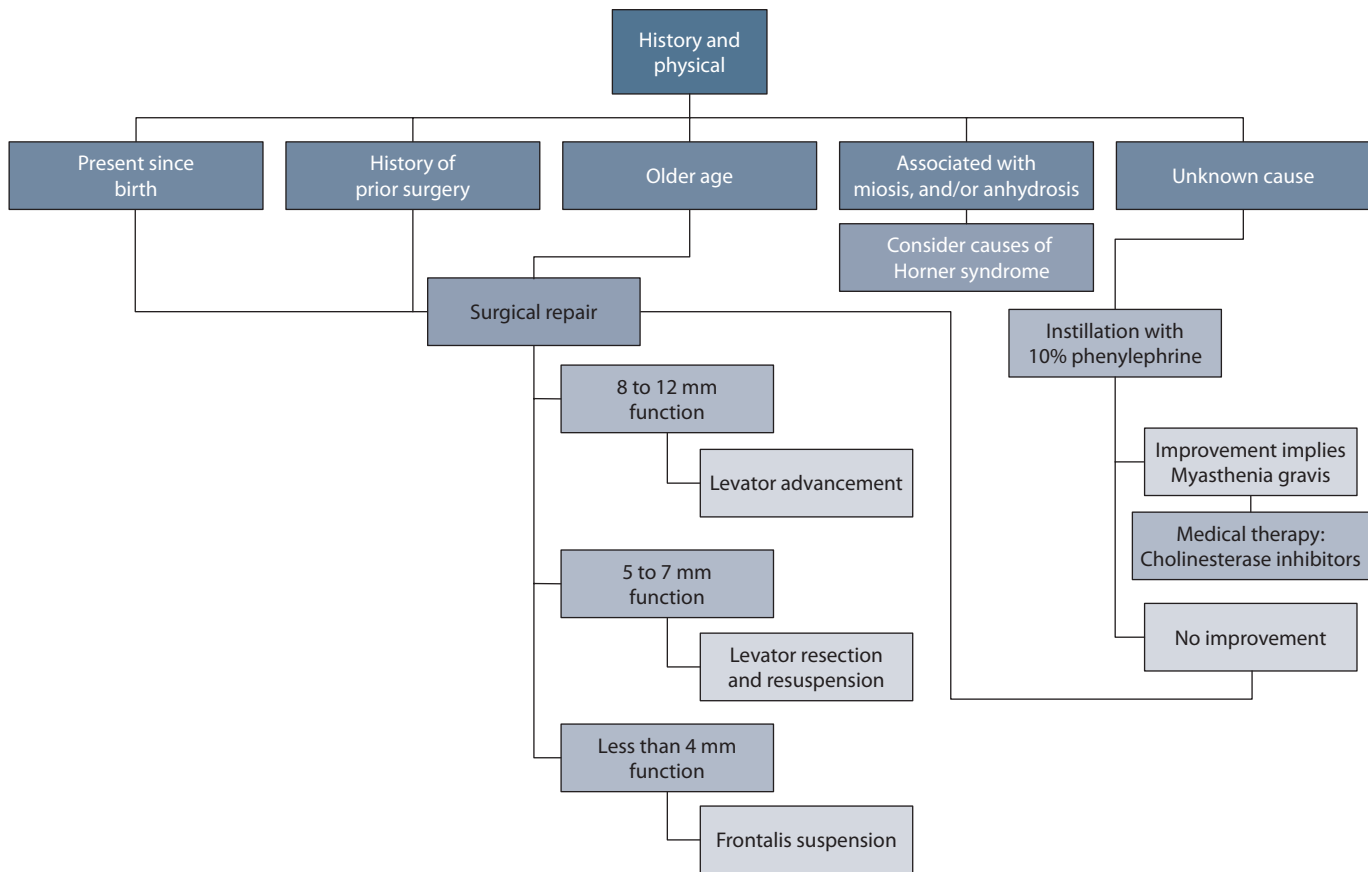 History and
physical
Present since
birth
History of
prior surgery
Older age
Associated with
miosis, and/or anhydrosis
Unknown cause
Consider causes of
Horner syndrome
Surgical repair
Instillation with
10% phenylephrine
8 to 12 mm
function
Levator advancement
Improvement implies
Myasthenia gravis
Medical therapy:
Cholinesterase inhibitors
5 to 7 mm
function
Levator resection
and resuspension
No improvement
Less than 4 mm
function
Frontalis suspension